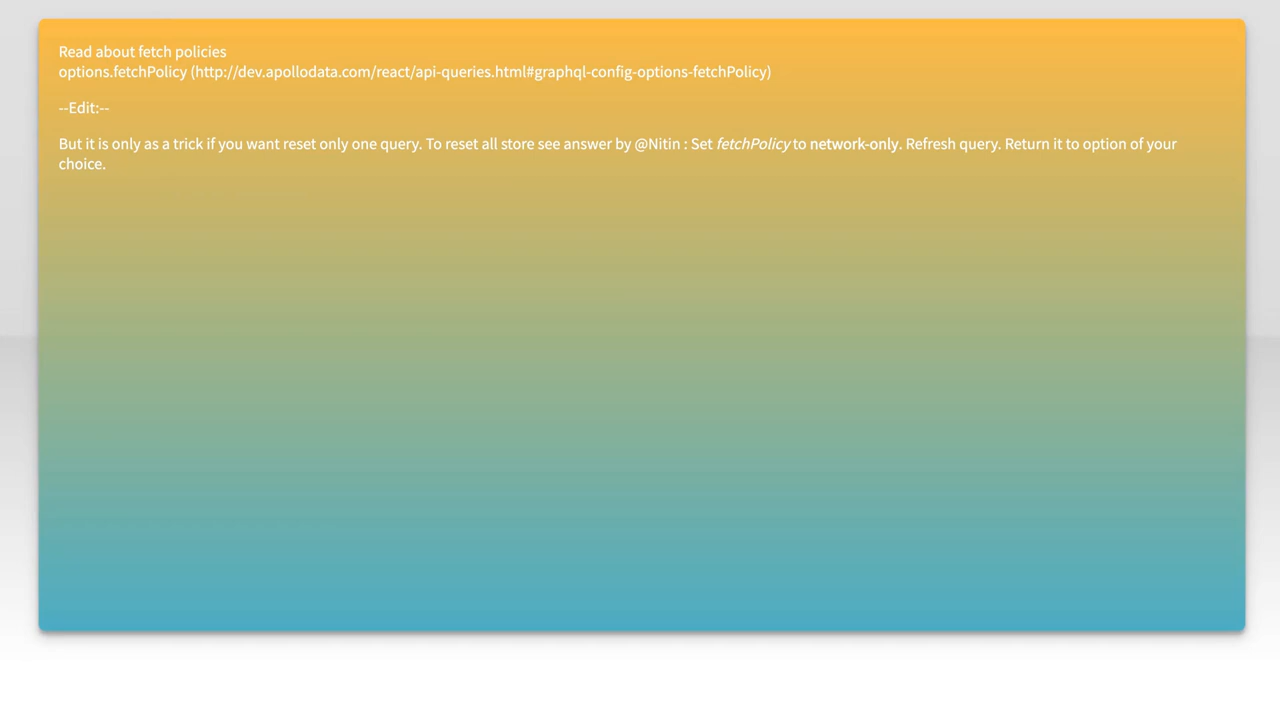 Read about fetch policies
options.fetchPolicy (http://dev.apollodata.com/react/api-queries.html#graphql-config-options-fetchPolicy)
--Edit:--
But it is only as a trick if you want reset only one query. To reset all store see answer by @Nitin : Set fetchPolicy to network-only. Refresh query. Return it to option of your
choice.